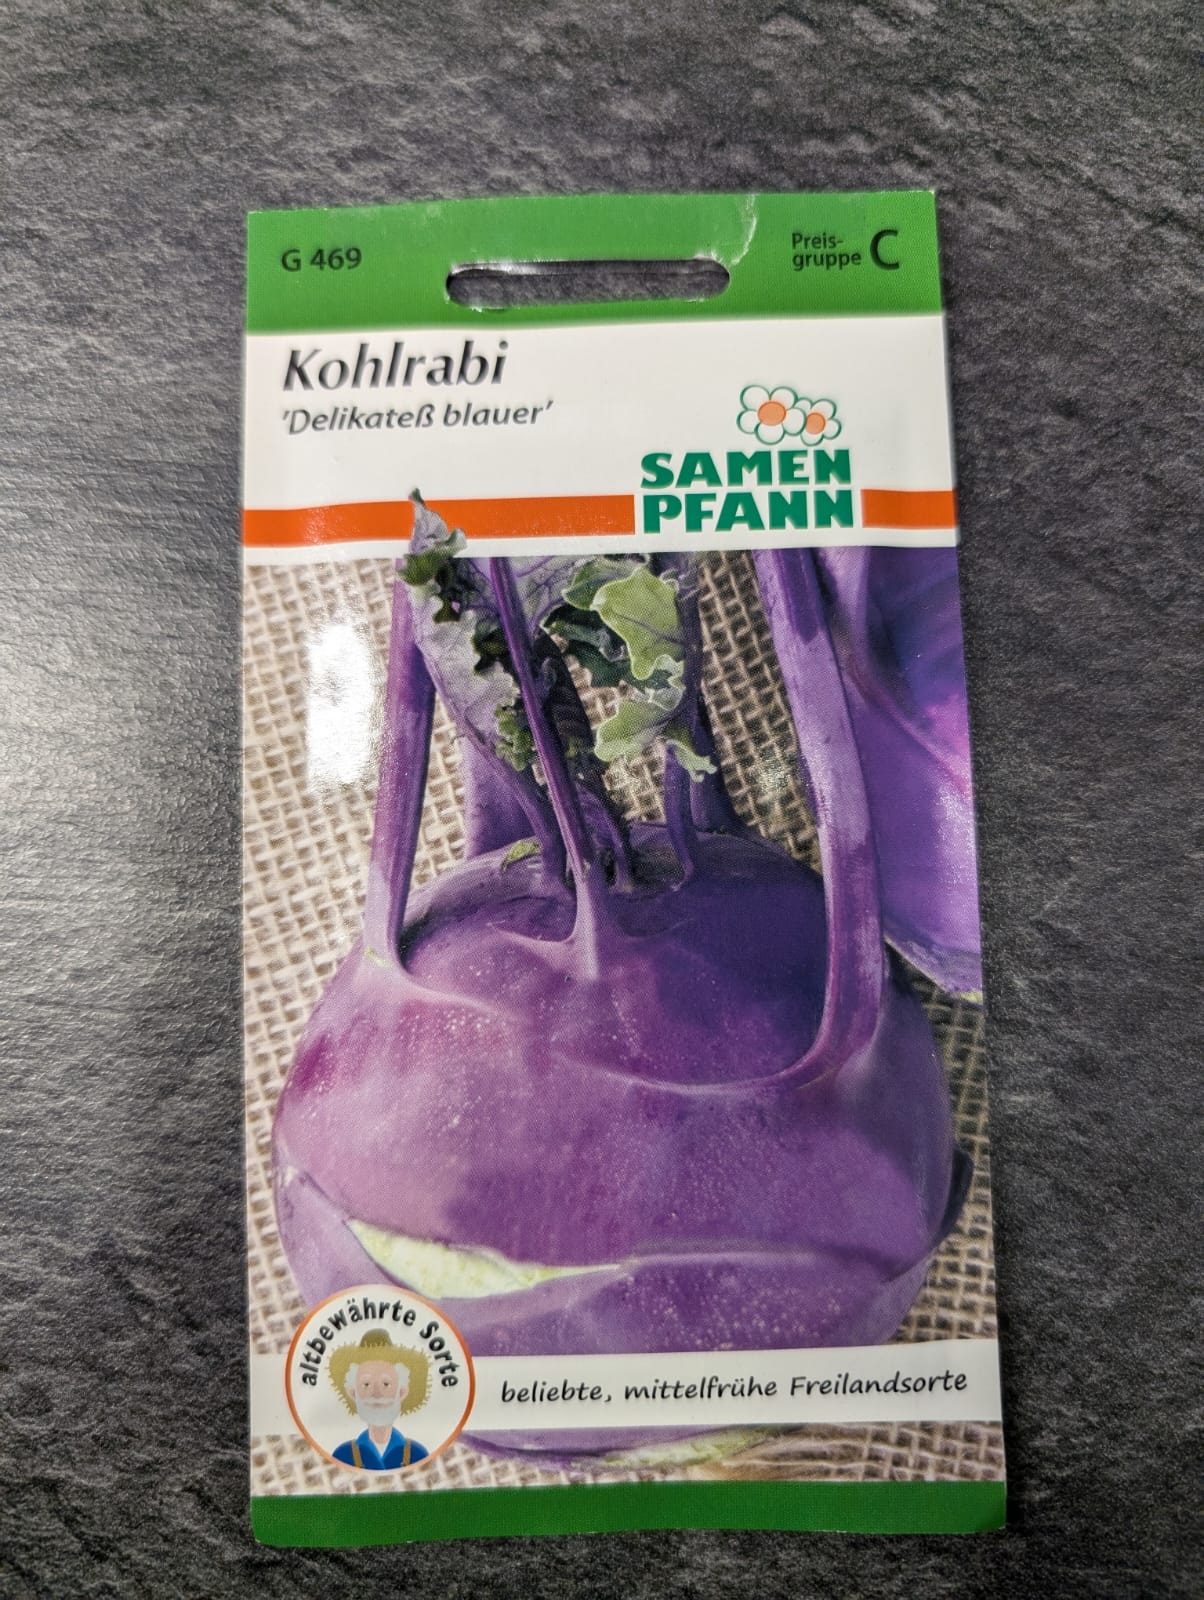 G 469
Preis-
gruppe C
Kohlrabi
'Delikateß blauer'
SAMEN
PFANN
altbewährte Sorte
beliebte, mittelfrühe Freilandsorte